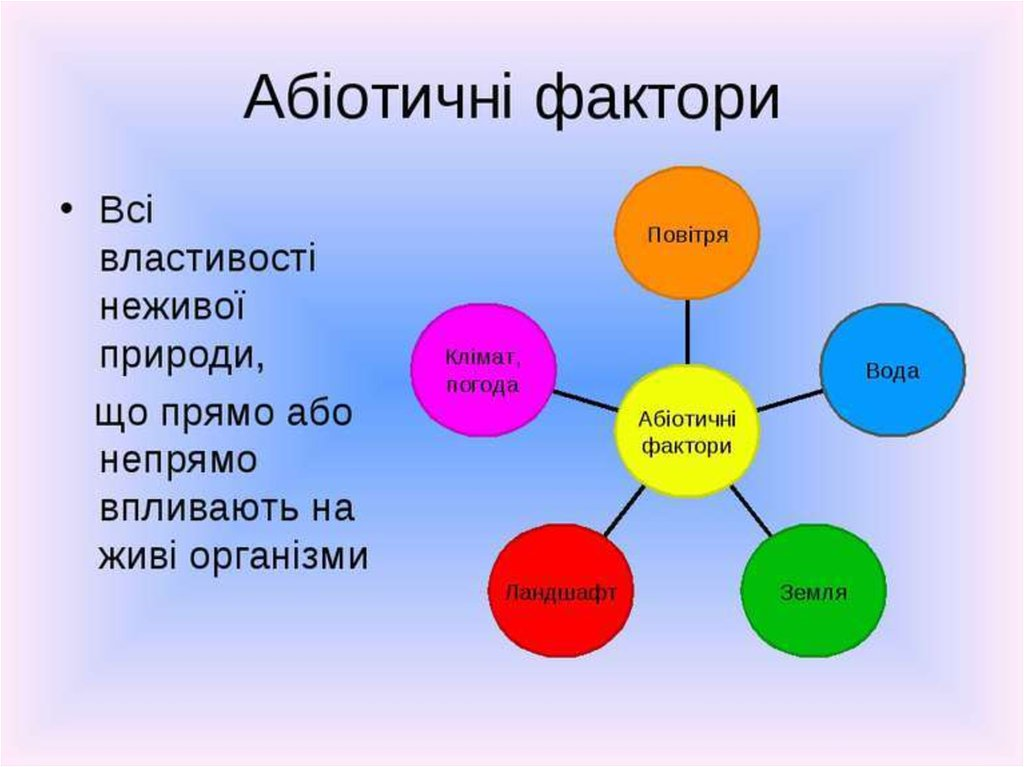 Абіотичні фактори
• Всі
властивості
неживої
природи,
що прямо або
непрямо
впливають на
живі організми
Повітря
Клімат,
погода
Вода
Абіотичні
фактори
Ландшафт
Земля